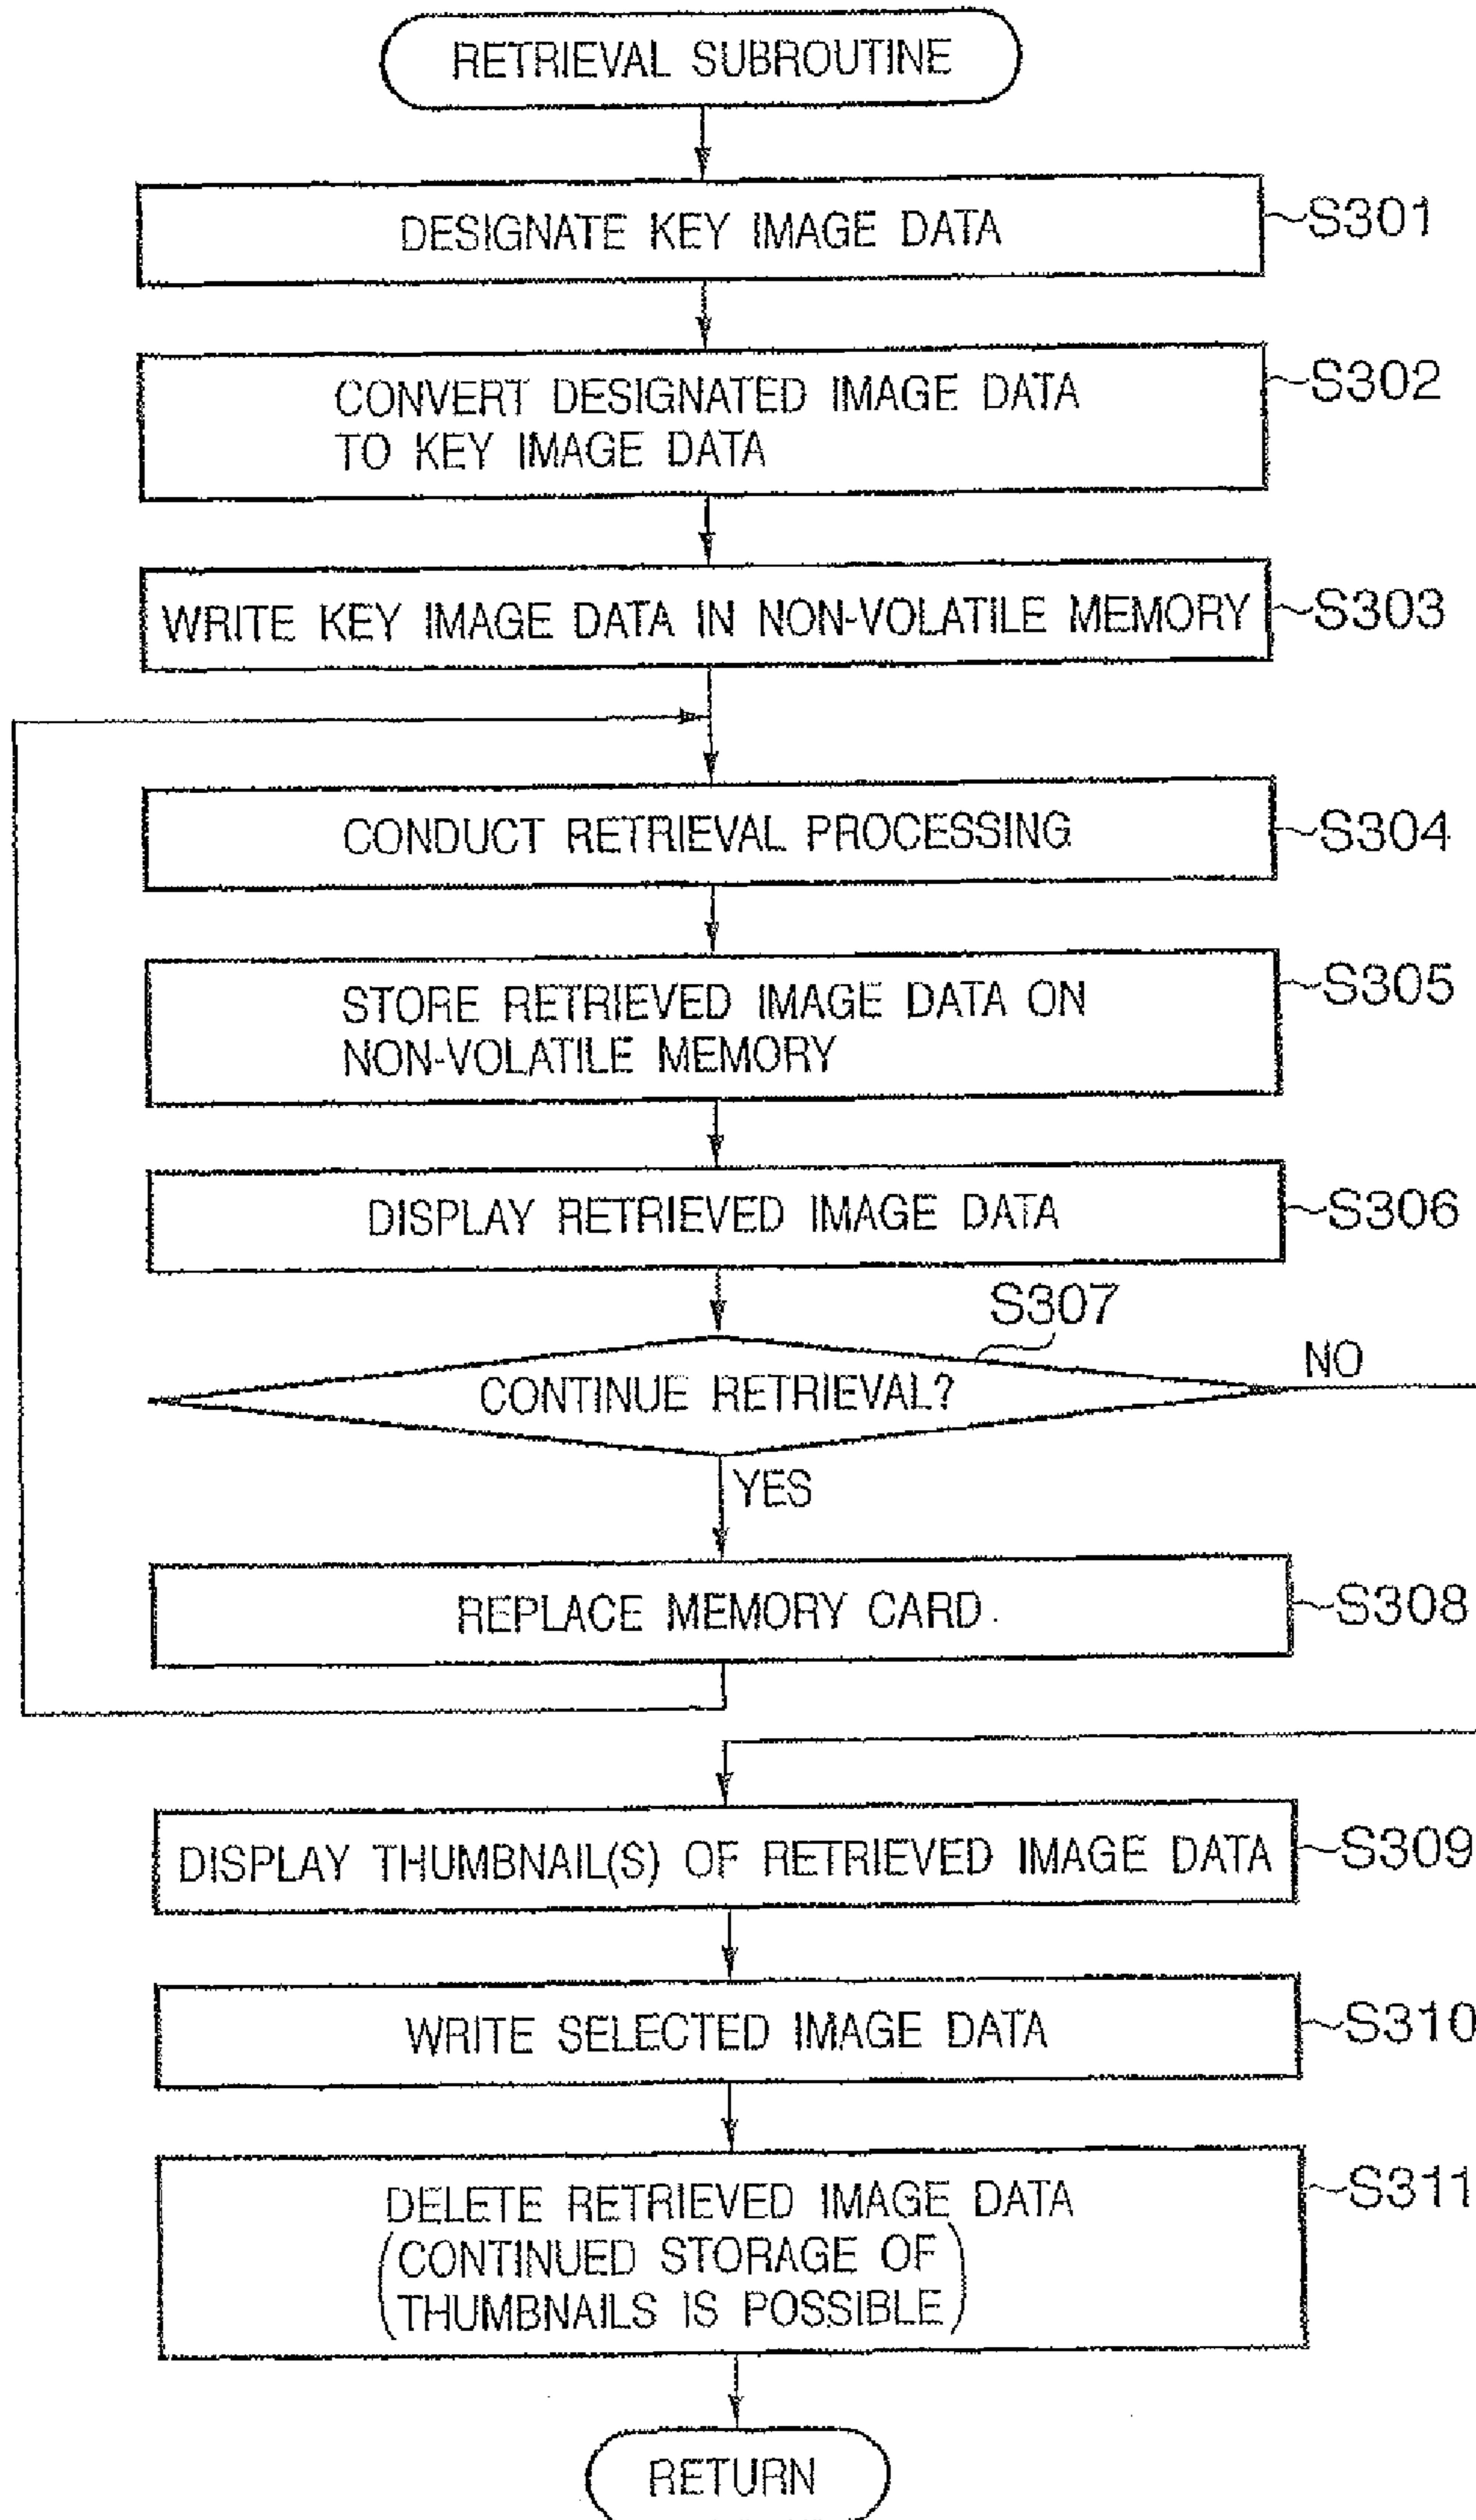 RETRIEVAL SUBROUTINE
DESIGNATE KEY IMAGE DATA
S301
CONVERT DESIGNATED IMAGE DATA
TO KEY IMAGE DATA
S302
WRITE KEY IMAGE DATA IN NON-VOLATILE MEMORY
S303
CONDUCT RETRIEVAL PROCESSING
S304
STORE RETRIEVED IMAGE DATA ON
NON-VOLATILE MEMORY
S305
DISPLAY RETRIEVED IMAGE DATA
S306
S307
CONTINUE RETRIEVAL?
NO
YES
REPLACE MEMORY CARD
S308
DISPLAY THUMBNAIL(S) OF RETRIEVED IMAGE DATA
S309
WRITE SELECTED IMAGE DATA
S310
DELETE RETRIEVED IMAGE DATA
(CONTINUED STORAGE OF
THUMBNAILS IS POSSIBLE)
S311
RETURN